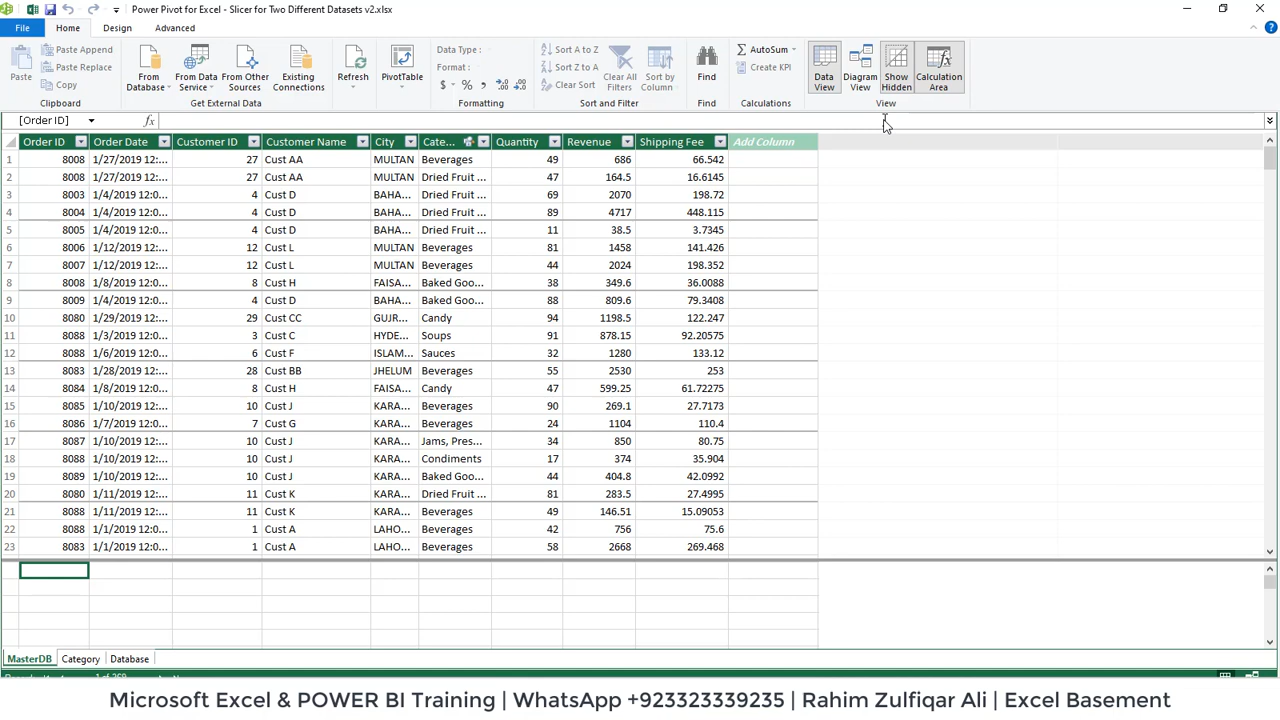 Power Pivot for Excel - Slicer for Two Different Datasets v2.xlsx
File Home Design Advanced
Paste Paste Append Paste Replace Copy Clipboard
From Database From Data Service From Other Sources Existing Connections Get External Data
Refresh PivotTable
Data Type : Format : $ % , Formatting
Sort A to Z Sort Z to A Clear Sort Clear All Filters Sort by Column Sort and Filter
Find Find
AutoSum Create KPI Calculations
Data View Diagram View Show Hidden Calculation Area View
[Order ID] fx
Order ID Order Date Customer ID Customer Name City Cate... Quantity Revenue Shipping Fee Add Column
1 8008 1/27/2019 12:... 27 Cust AA MULTAN Beverages 49 686 66.542
2 8008 1/27/2019 12:... 27 Cust AA MULTAN Dried Fruit ... 47 164.5 16.6145
3 8003 1/4/2019 12:0... 4 Cust D BAHA... Dried Fruit ... 69 2070 198.72
4 8004 1/4/2019 12:0... 4 Cust D BAHA... Dried Fruit ... 89 4717 448.115
5 8005 1/4/2019 12:0... 4 Cust D BAHA... Dried Fruit ... 11 38.5 3.7345
6 8006 1/12/2019 12:... 12 Cust L MULTAN Beverages 81 1458 141.426
7 8007 1/12/2019 12:... 12 Cust L MULTAN Beverages 44 2024 198.352
8 8008 1/8/2019 12:0... 8 Cust H FAISA... Baked Goo... 38 349.6 36.0088
9 8009 1/4/2019 12:0... 4 Cust D BAHA... Baked Goo... 88 809.6 79.3408
10 8080 1/29/2019 12:... 29 Cust CC GUJR... Candy 94 1198.5 122.247
11 8088 1/3/2019 12:0... 3 Cust C HYDE... Soups 91 878.15 92.20575
12 8088 1/6/2019 12:0... 6 Cust F ISLAM... Sauces 32 1280 133.12
13 8083 1/28/2019 12:... 28 Cust BB JHELUM Beverages 55 2530 253
14 8084 1/8/2019 12:0... 8 Cust H FAISA... Candy 47 599.25 61.72275
15 8085 1/10/2019 12:... 10 Cust J KARA... Beverages 90 269.1 27.7173
16 8086 1/7/2019 12:0... 7 Cust G KARA... Beverages 24 1104 110.4
17 8087 1/10/2019 12:... 10 Cust J KARA... Jams, Pres... 34 850 80.75
18 8088 1/10/2019 12:... 10 Cust J KARA... Condiments 17 374 35.904
19 8089 1/10/2019 12:... 10 Cust J KARA... Baked Goo... 44 404.8 42.0992
20 8080 1/11/2019 12:... 11 Cust K KARA... Dried Fruit ... 81 283.5 27.4995
21 8088 1/11/2019 12:... 11 Cust K KARA... Beverages 49 146.51 15.09053
22 8088 1/1/2019 12:0... 1 Cust A LAHO... Beverages 42 756 75.6
23 8083 1/1/2019 12:0... 1 Cust A LAHO... Beverages 58 2668 269.468
MasterDB Category Database
Microsoft Excel & POWER BI Training | WhatsApp +923323339235 | Rahim Zulfiqar Ali | Excel Basement